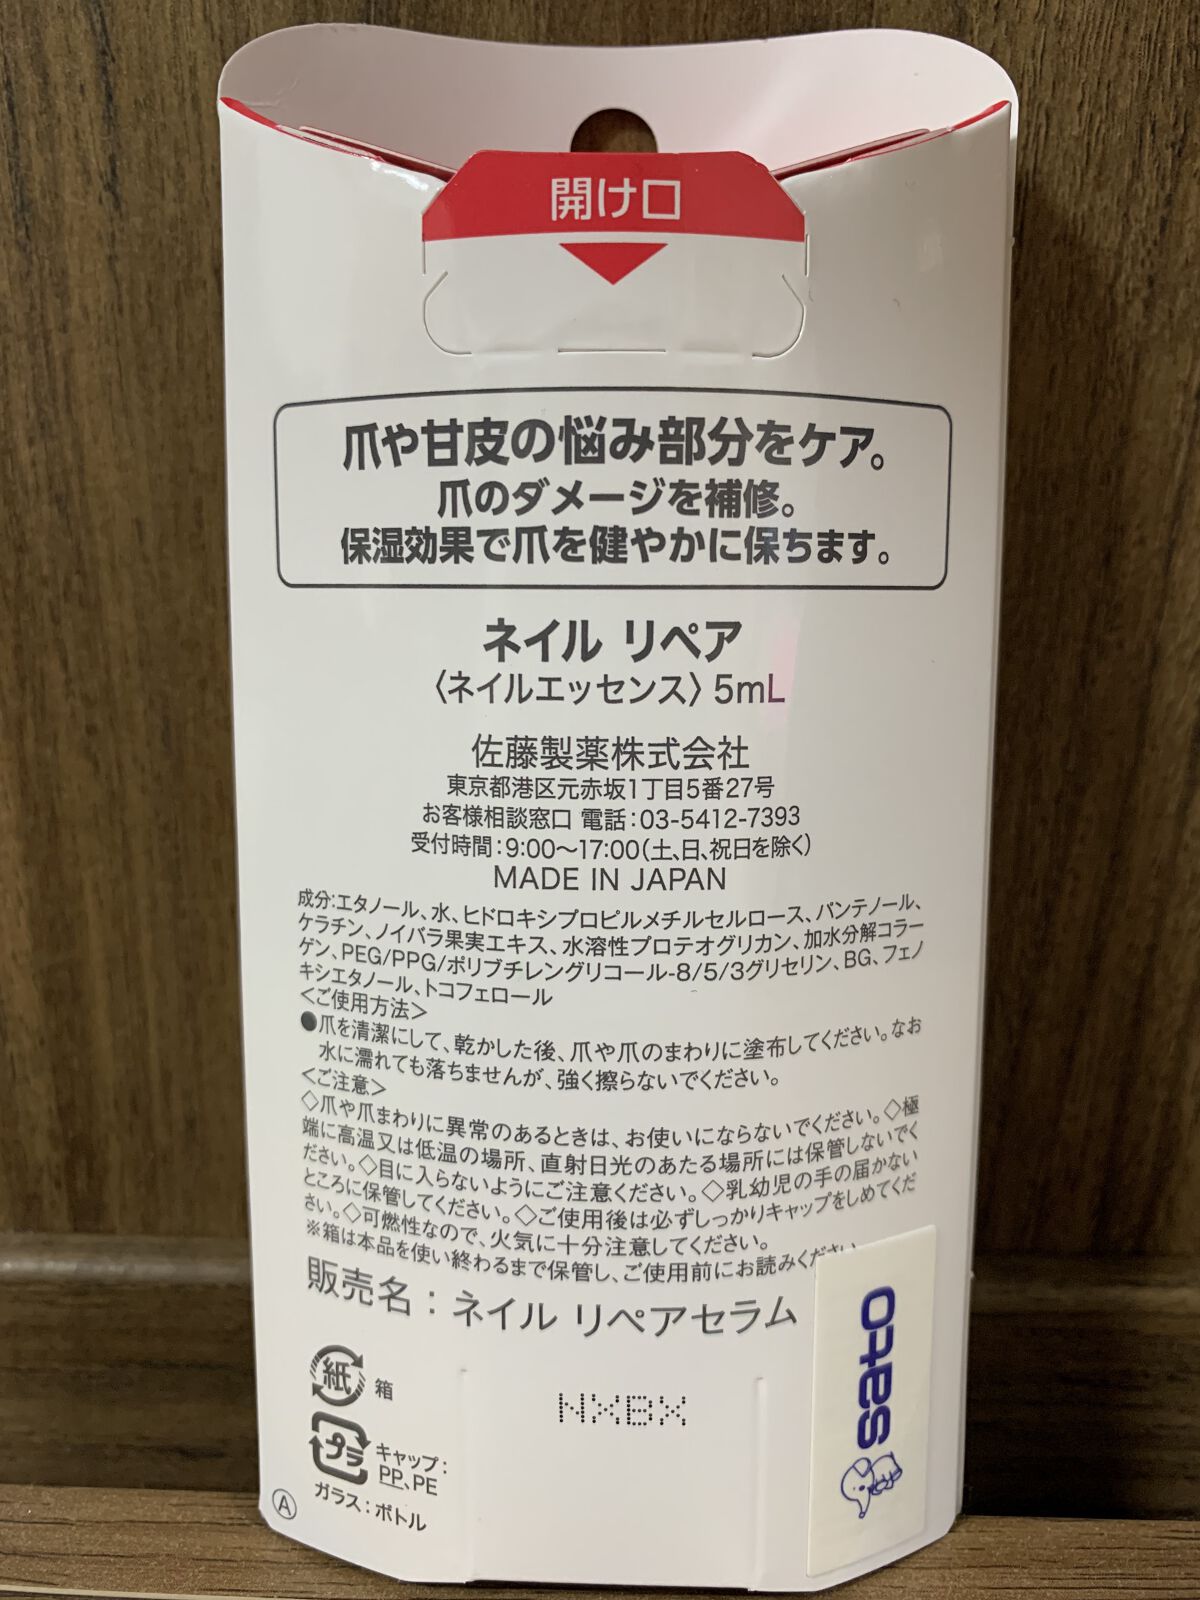 開け口
爪や甘皮の悩み部分をケア。
爪のダメージを補修。
保湿効果で爪を健やかに保ちます。
ネイル リペア
〈ネイルエッセンス〉5mL
佐藤製薬株式会社
東京都港区元赤坂1丁目5番27号
お客様相談窓口 電話:03-5412-7393
受付時間:9:00〜17:00(土、日、祝日を除く)
MADE IN JAPAN
成分:エタノール、水、ヒドロキシプロピルメチルセルロース、パンテノール、
ケラチン、ノイバラ果実エキス、水溶性プロテオグリカン、加水分解コラー
ゲン、PEG/PPG/ポリブチレングリコール-8/5/3グリセリン、BG、フェノ
キシエタノール、トコフェロール
<ご使用方法>
●爪を清潔にして、乾かした後、爪や爪のまわりに塗布してください。なお
水に濡れても落ちませんが、強く擦らないでください。
<ご注意>
◇爪や爪まわりに異常のあるときは、お使いにならないでください。◇極
端に高温又は低温の場所、直射日光のあたる場所には保管しないでく
ださい。◇目に入らないようにご注意ください。◇乳幼児の手の届かない
ところに保管してください。◇ご使用後は必ずしっかりキャップをしめてくだ
さい。◇可燃性なので、火気に十分注意してください。
※箱は本品を使い終わるまで保管し、ご使用前にお読みください
販売名:ネイル リペアセラム
紙 箱
プラ キャップ:
PP、PE
ガラス:ボトル
A
NXBX
sato